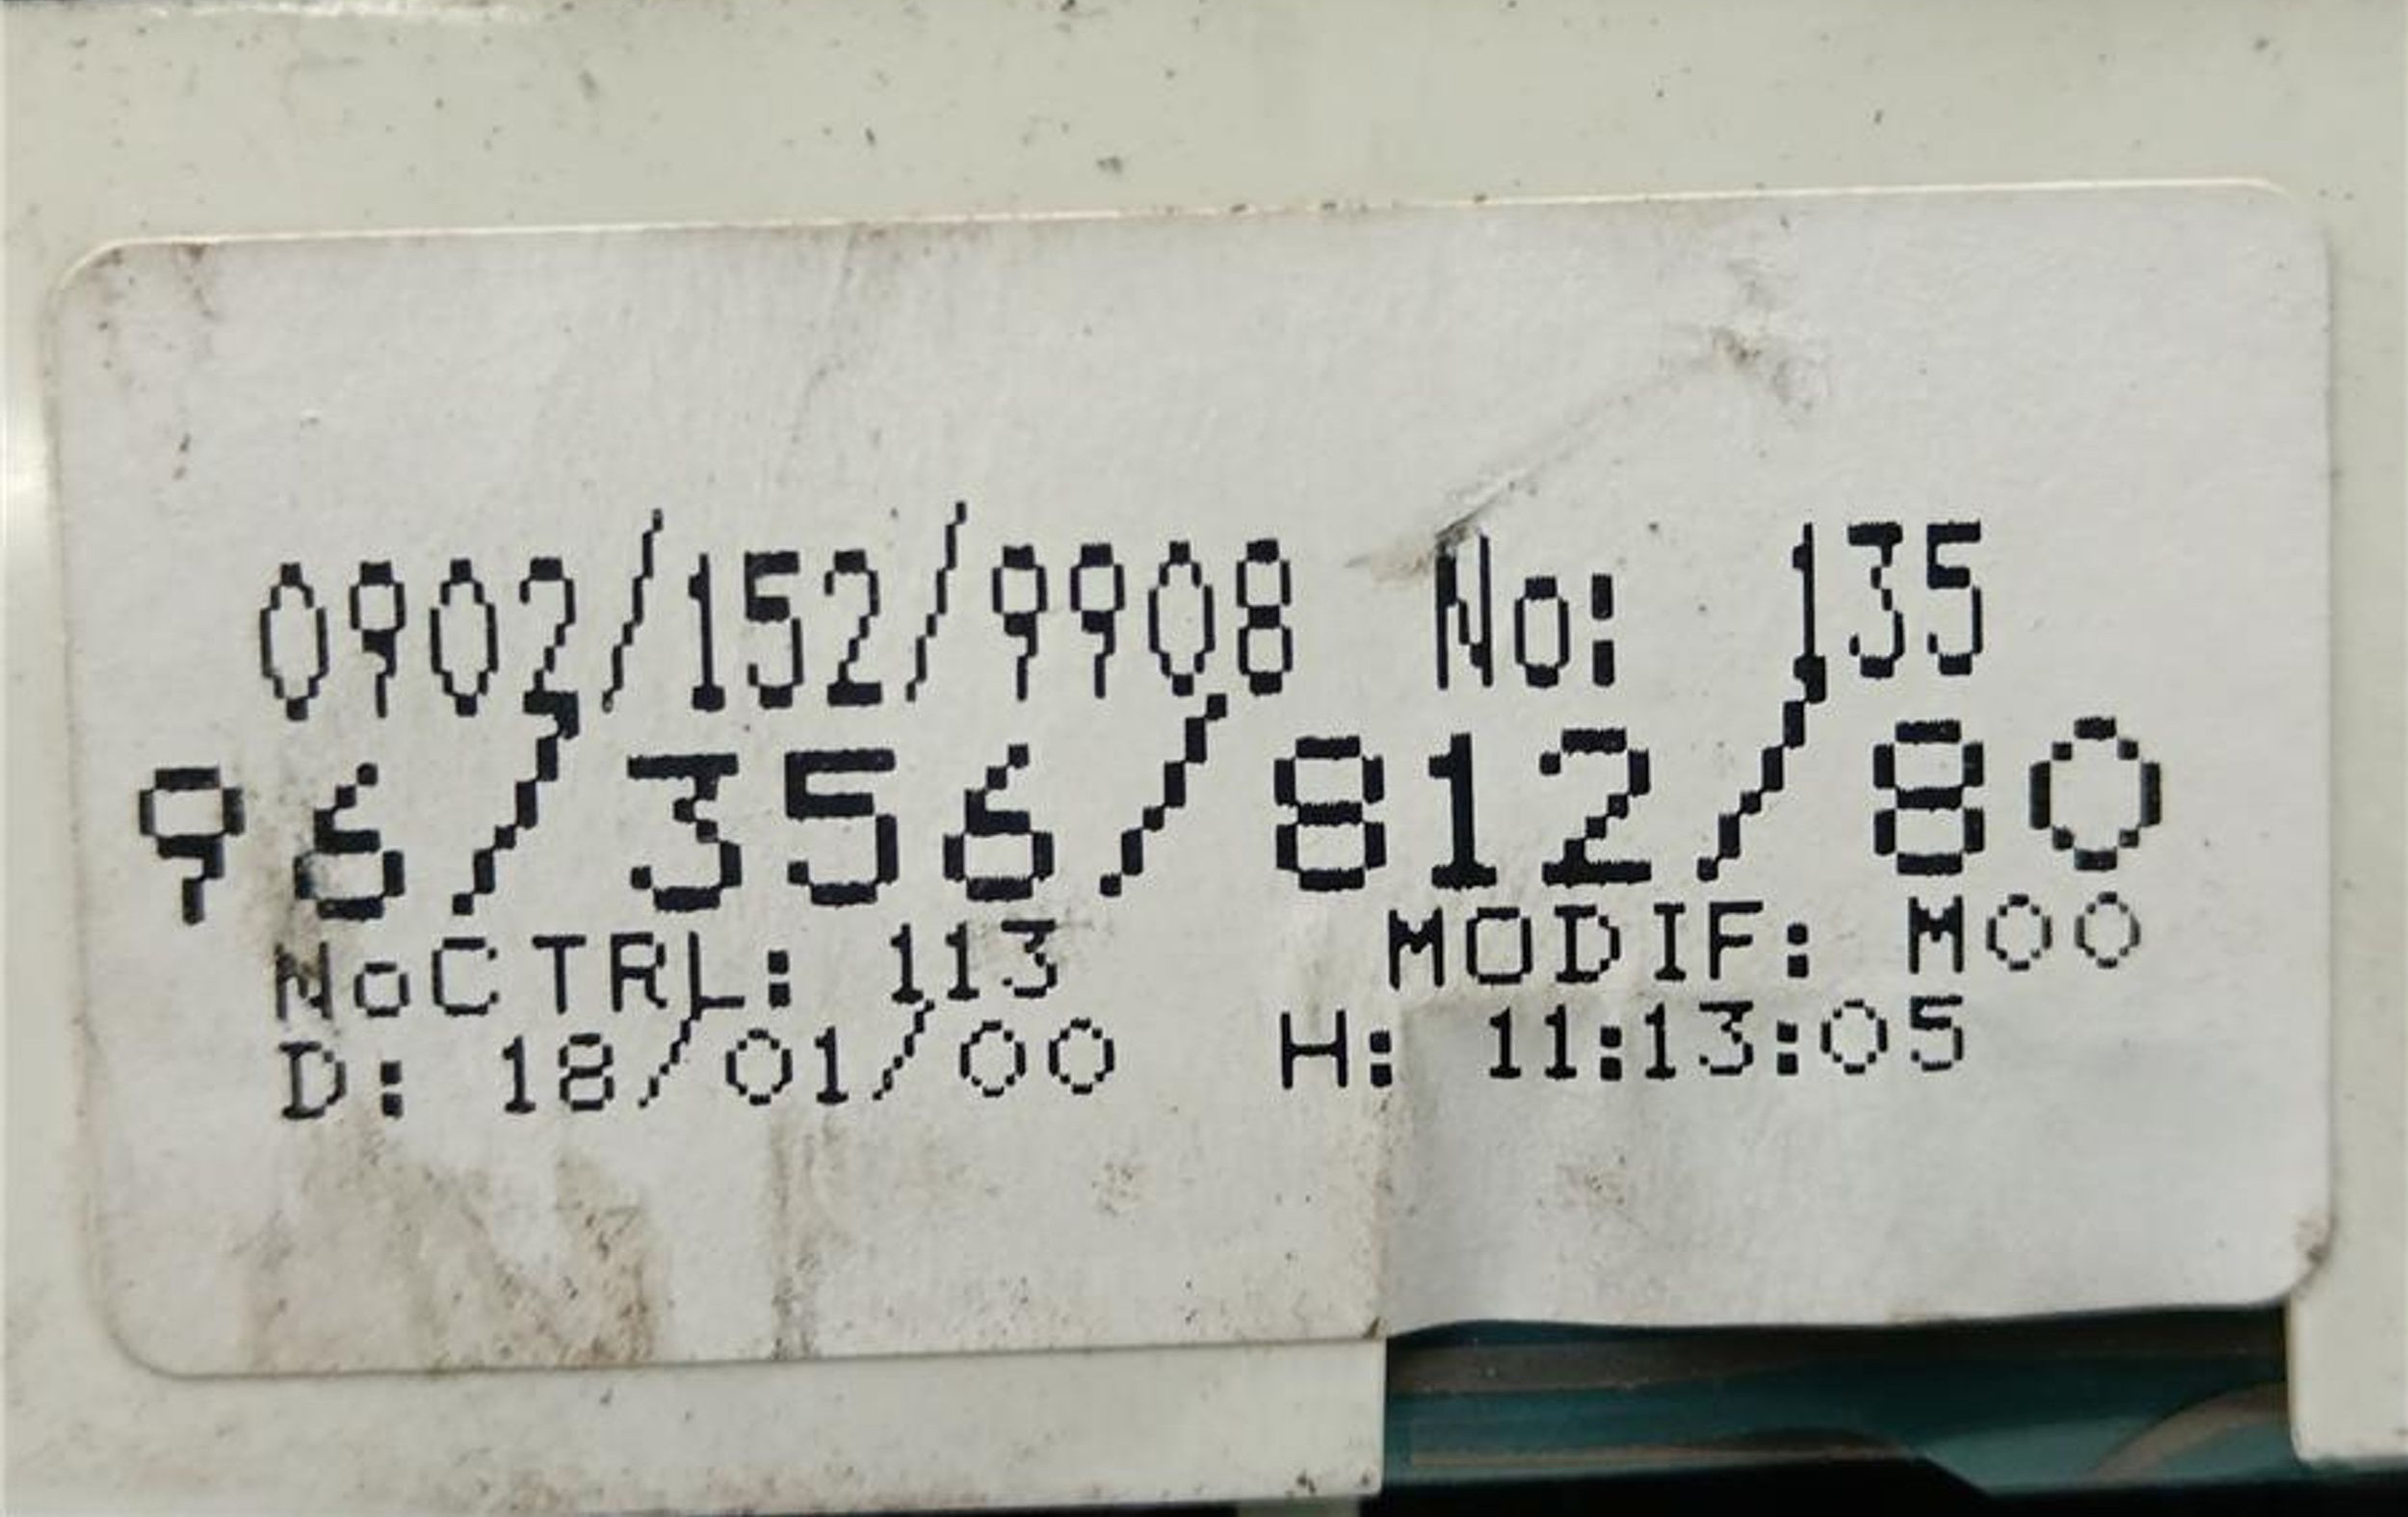 0902/152/9908 No: 135
96/356/812/80
NoCTRL: 113 MODIF: M00
D: 18/01/00 H: 11:13:05